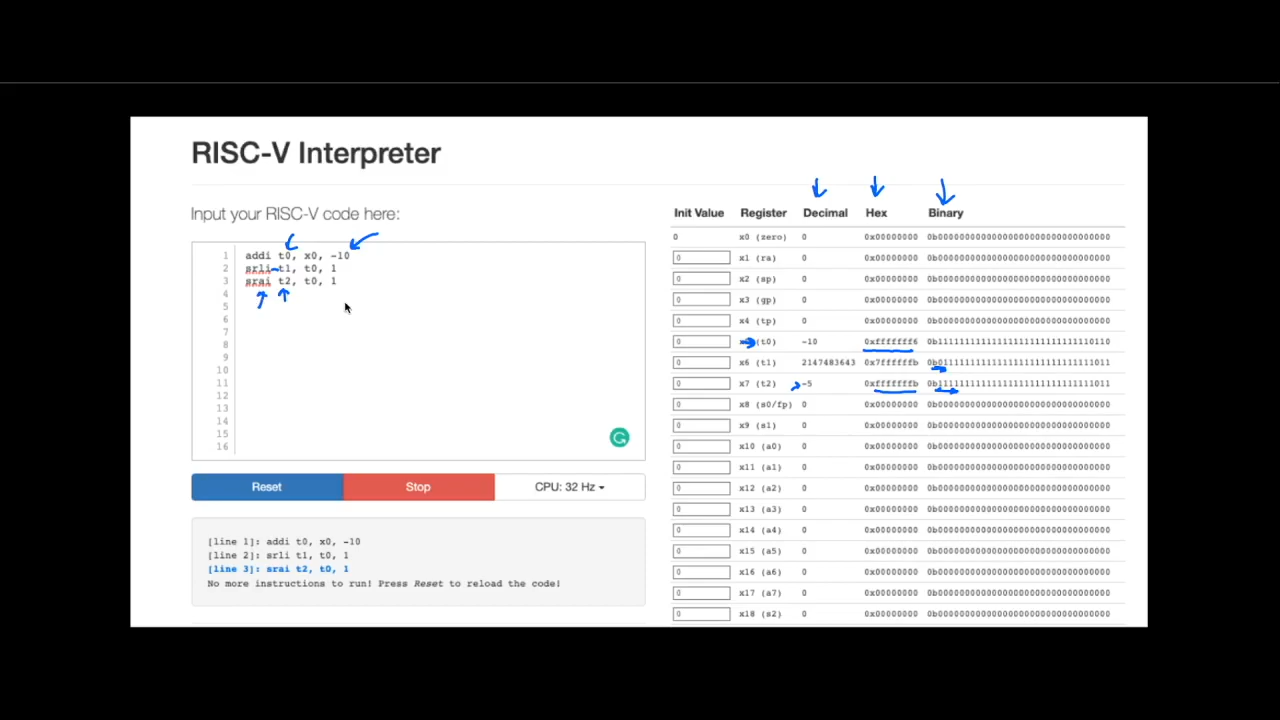 RISC-V Interpreter
Input your RISC-V code here:
1 addi t0, x0, -10
2 srli t1, t0, 1
3 srai t2, t0, 1
4
5
6
7
8
9
10
11
12
13
14
15
16
Reset Stop CPU: 32 Hz
[line 1]: addi t0, x0, -10
[line 2]: srli t1, t0, 1
[line 3]: srai t2, t0, 1
No more instructions to run! Press Reset to reload the code!
Init Value Register Decimal Hex Binary
0 x0 (zero) 0 0x00000000 0b00000000000000000000000000000000
0 x1 (ra) 0 0x00000000 0b00000000000000000000000000000000
0 x2 (sp) 0 0x00000000 0b00000000000000000000000000000000
0 x3 (gp) 0 0x00000000 0b00000000000000000000000000000000
0 x4 (tp) 0 0x00000000 0b00000000000000000000000000000000
0 (t0) -10 0xfffffff6 0b11111111111111111111111111110110
0 x6 (t1) 2147483643 0x7ffffffb 0b01111111111111111111111111111011
0 x7 (t2) -5 0xfffffffb 0b11111111111111111111111111111011
0 x8 (s0/fp) 0 0x00000000 0b00000000000000000000000000000000
0 x9 (s1) 0 0x00000000 0b00000000000000000000000000000000
0 x10 (a0) 0 0x00000000 0b00000000000000000000000000000000
0 x11 (a1) 0 0x00000000 0b00000000000000000000000000000000
0 x12 (a2) 0 0x00000000 0b00000000000000000000000000000000
0 x13 (a3) 0 0x00000000 0b00000000000000000000000000000000
0 x14 (a4) 0 0x00000000 0b00000000000000000000000000000000
0 x15 (a5) 0 0x00000000 0b00000000000000000000000000000000
0 x16 (a6) 0 0x00000000 0b00000000000000000000000000000000
0 x17 (a7) 0 0x00000000 0b00000000000000000000000000000000
0 x18 (s2) 0 0x00000000 0b00000000000000000000000000000000